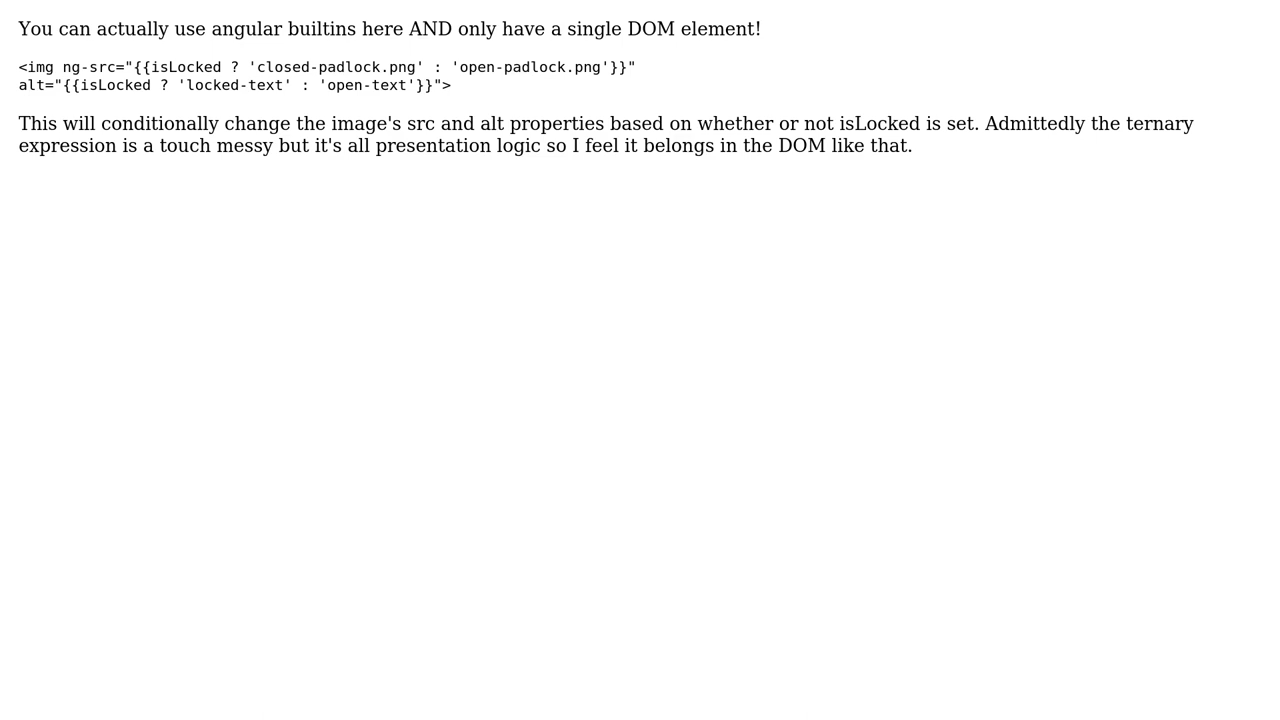 You can actually use angular builtins here AND only have a single DOM element!
<img ng-src="{{isLocked ? 'closed-padlock.png' : 'open-padlock.png'}}"
alt="{{isLocked ? 'locked-text' : 'open-text'}}">
This will conditionally change the image's src and alt properties based on whether or not isLocked is set. Admittedly the ternary
expression is a touch messy but it's all presentation logic so I feel it belongs in the DOM like that.